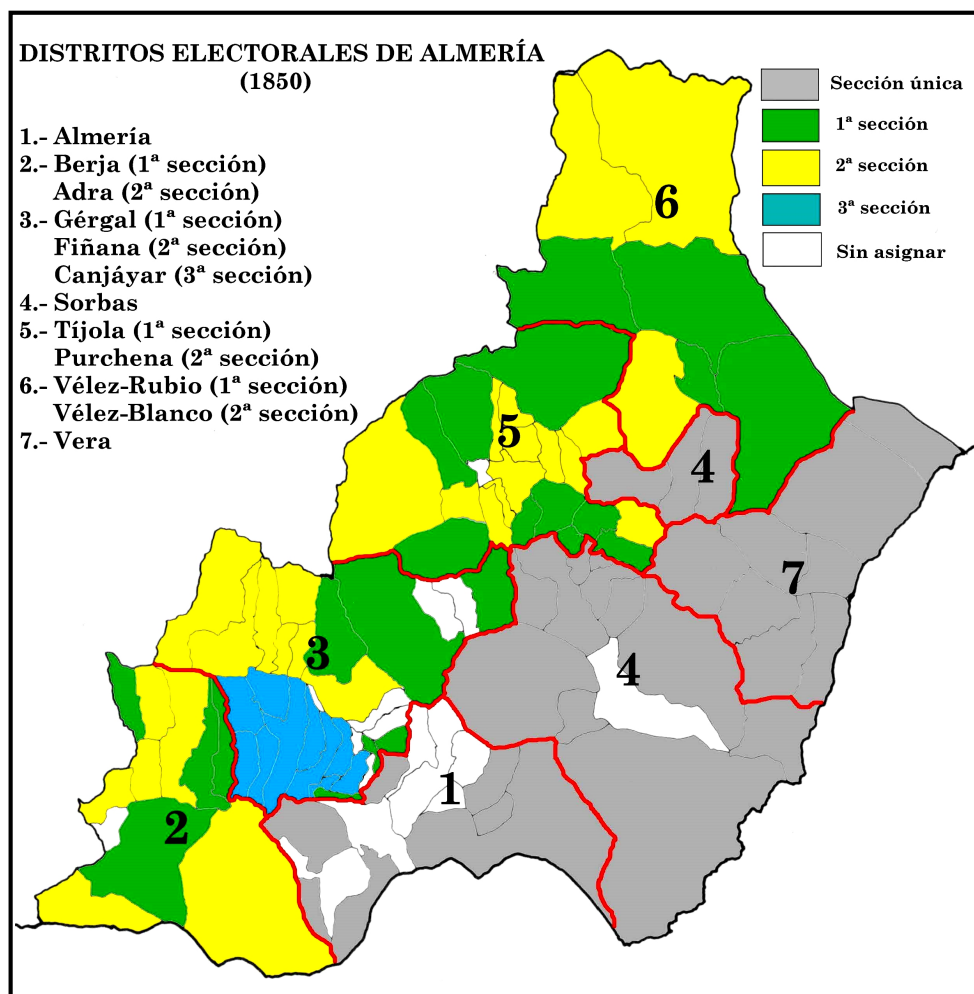 DISTRITOS ELECTORALES DE ALMERÍA
(1850)
1.- Almería
2.- Berja (1ª sección)
Adra (2ª sección)
3.- Gérgal (1ª sección)
Fiñana (2ª sección)
Canjáyar (3ª sección)
4.- Sorbas
5.- Tíjola (1ª sección)
Purchena (2ª sección)
6.- Vélez-Rubio (1ª sección)
Vélez-Blanco (2ª sección)
7.- Vera
Sección única
1ª sección
2ª sección
3ª sección
Sin asignar
6
5
4
7
3
4
1
2